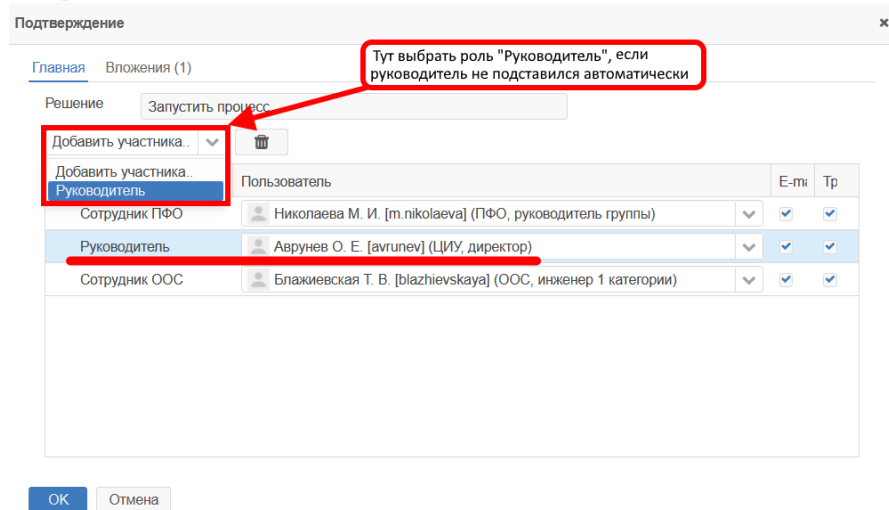 Подтверждение
Главная Вложения (1)
Тут выбрать роль "Руководитель", если
руководитель не подставился автоматически
Решение Запустить процесс
Добавить участника..
Добавить участника..
Руководитель
Пользователь E-ma Тр
Сотрудник ПФО Николаева М. И. [m.nikolaeva] (ПФО, руководитель группы)
Руководитель Аврунев О. Е. [avrunev] (ЦИУ, директор)
Сотрудник ООС Блажиевская Т. В. [blazhievskaya] (ООС, инженер 1 категории)
OK Отмена